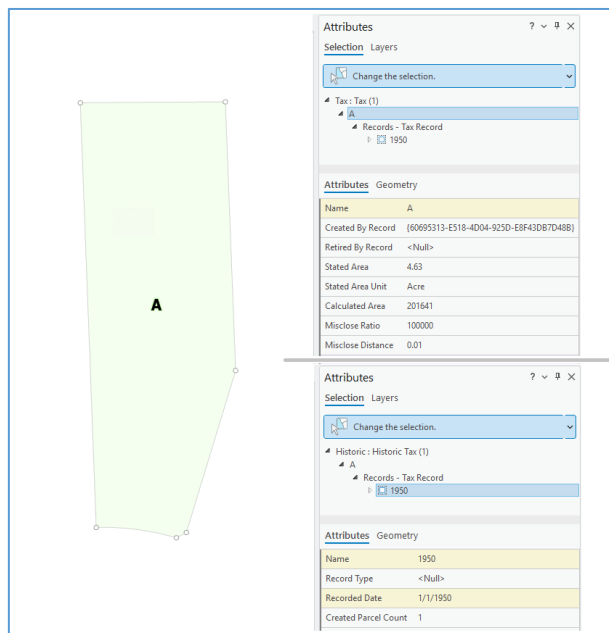 A
Attributes
Selection Layers
Change the selection.
Tax : Tax (1)
A
Records - Tax Record
1950
Attributes Geometry
Name A
Created By Record {60695313-E518-4D04-925D-E8F43DB7D48B}
Retired By Record <Null>
Stated Area 4.63
Stated Area Unit Acre
Calculated Area 201641
Misclose Ratio 100000
Misclose Distance 0.01
Attributes
Selection Layers
Change the selection.
Historic : Historic Tax (1)
A
Records - Tax Record
1950
Attributes Geometry
Name 1950
Record Type <Null>
Recorded Date 1/1/1950
Created Parcel Count 1